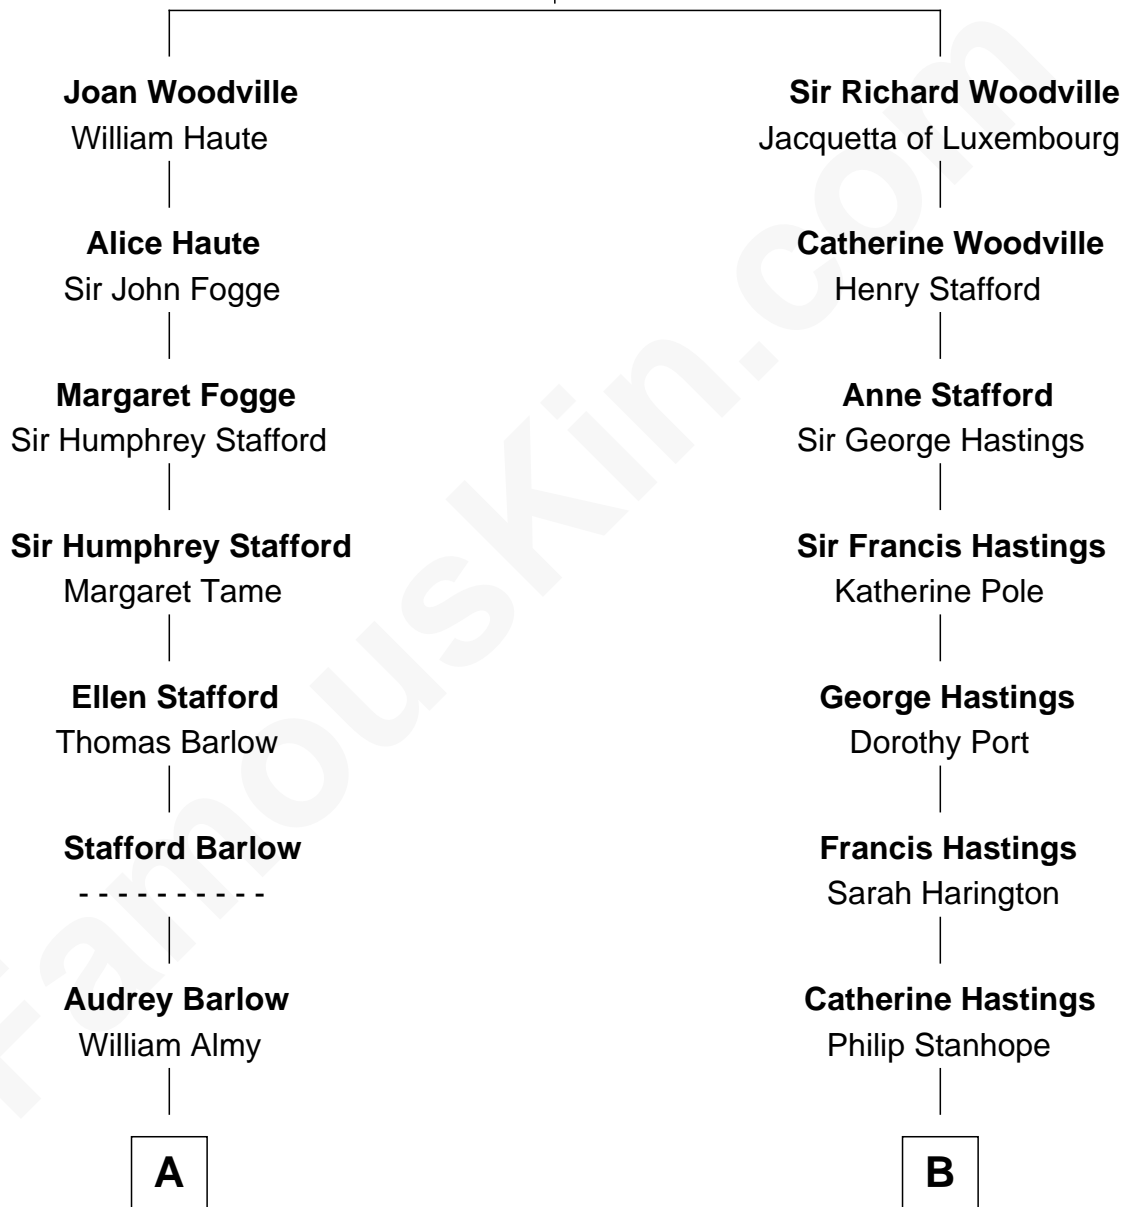 Joan Woodville
William Haute
Alice Haute
Sir John Fogge
Margaret Fogge
Sir Humphrey Stafford
Sir Humphrey Stafford
Margaret Tame
Ellen Stafford
Thomas Barlow
Stafford Barlow
- - - - - - - - - -
Audrey Barlow
William Almy
A
Sir Richard Woodville
Jacquetta of Luxembourg
Catherine Woodville
Henry Stafford
Anne Stafford
Sir George Hastings
Sir Francis Hastings
Katherine Pole
George Hastings
Dorothy Port
Francis Hastings
Sarah Harington
Catherine Hastings
Philip Stanhope
B
FamousKin.com